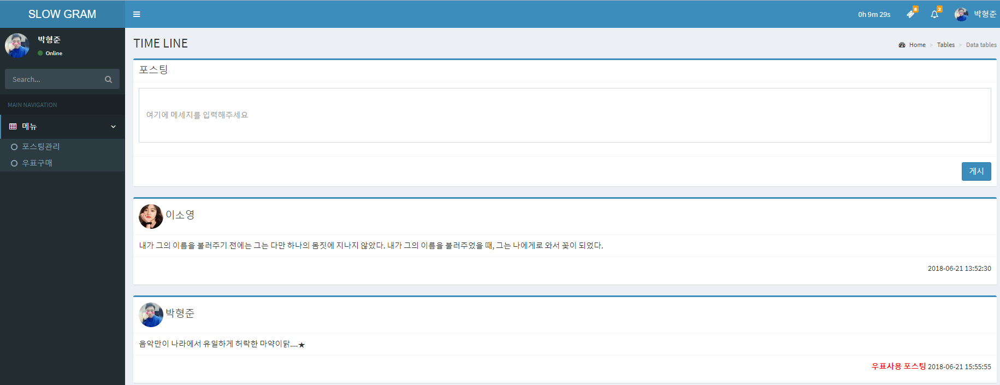 SLOW GRAM
0h 9m 29s
8
2
박형준
박형준
Online
Search...
MAIN NAVIGATION
메뉴
포스팅관리
우표구매
TIME LINE
Home > Tables > Data tables
포스팅
여기에 메세지를 입력해주세요
게시
이소영
내가 그의 이름을 불러주기 전에는 그는 다만 하나의 몸짓에 지나지 않았다. 내가 그의 이름을 불러주었을 때, 그는 나에게로 와서 꽃이 되었다.
2018-06-21 13:52:30
박형준
음악만이 나라에서 유일하게 허락한 마약이닭....★
우표사용 포스팅 2018-06-21 15:55:55